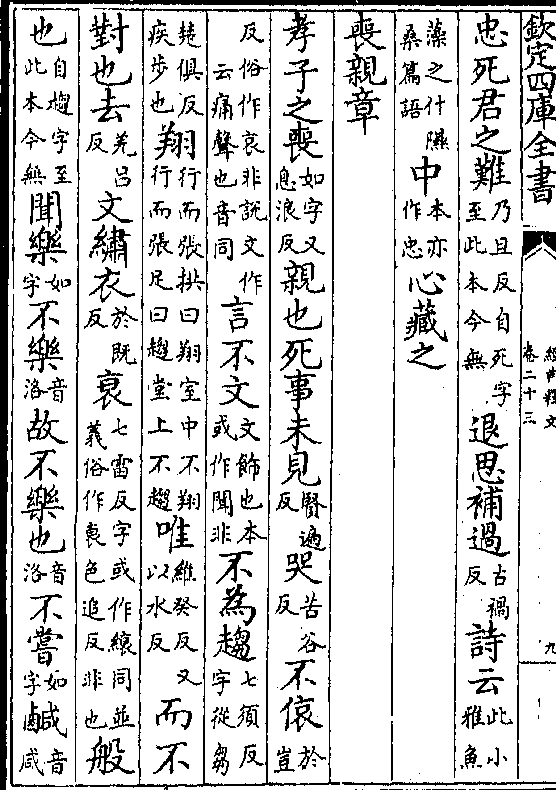 欽定四庫全書 經典釋文 卷二十三 九
忠死君之難乃且反自死字至此本今無退思補過古禍反詩云此小雅魚
藻之什隰桑篇語中本亦作忠心藏之
喪親章
孝子之喪如字又息浪反親也死事未見賢遍反哭苦谷反不偯於豈
反俗作哀非說文作云痛聲也音同言不文文飾也本或作聞非不為趨七須反字從芻
楚俱反疾步也翔行而張拱曰翔室中不翔行而張足曰趨堂上不趨唯維癸反又以水反而不
對也去羌呂反文繡衣於既反衰七雷反字或作縗同並義俗作衰色追反非也般
也自趨字至此本今無聞樂如字不樂音洛故不樂也音洛不嘗如字鹹音咸